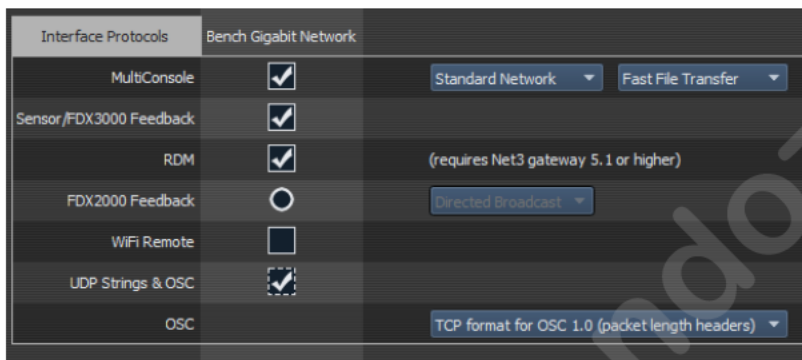 Interface Protocols Bench Gigabit Network
MultiConsole Standard Network Fast File Transfer
Sensor/FDX3000 Feedback
RDM (requires Net3 gateway 5.1 or higher)
FDX2000 Feedback Directed Broadcast
WiFi Remote
UDP Strings & OSC
OSC TCP format for OSC 1.0 (packet length headers)